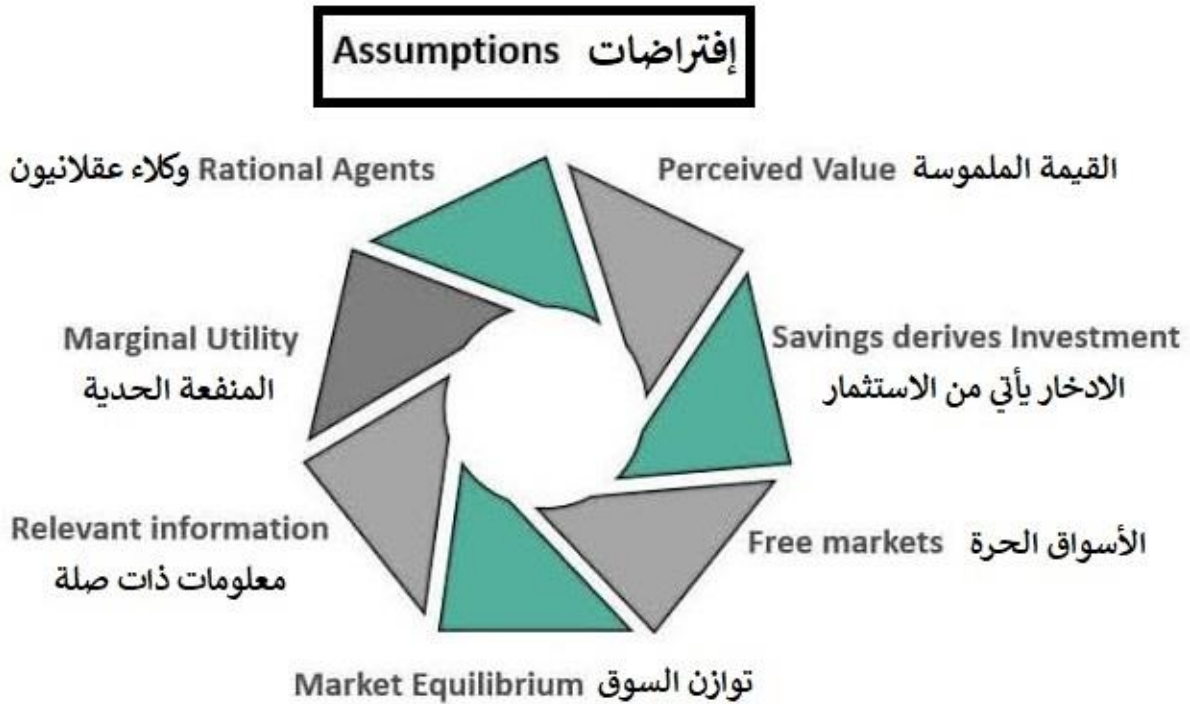 Assumptions إفتراضات
وكلاء عقلانيون Rational Agents
Perceived Value القيمة الملموسة
Marginal Utility
المنفعة الحدية
Savings derives Investment
الادخار يأتي من الاستثمار
Relevant information
معلومات ذات صلة
Free markets الأسواق الحرة
Market Equilibrium توازن السوق